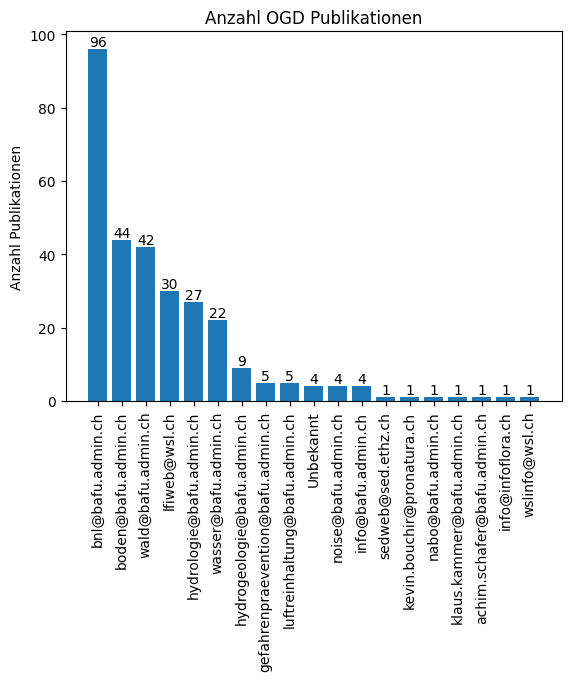 Anzahl OGD Publikationen
Anzahl Publikationen
100
80
60
40
20
0
96
44
42
30
27
22
9
5
5
4
4
4
1
1
1
1
1
1
1
bnl@bafu.admin.ch
boden@bafu.admin.ch
wald@bafu.admin.ch
lfiweb@wsl.ch
hydrologie@bafu.admin.ch
wasser@bafu.admin.ch
hydrogeologie@bafu.admin.ch
gefahrenpraevention@bafu.admin.ch
luftreinhaltung@bafu.admin.ch
Unbekannt
noise@bafu.admin.ch
info@bafu.admin.ch
sedweb@sed.ethz.ch
kevin.bouchir@pronatura.ch
nabo@bafu.admin.ch
klaus.kammer@bafu.admin.ch
achim.schafer@bafu.admin.ch
info@infoflora.ch
wslinfo@wsl.ch